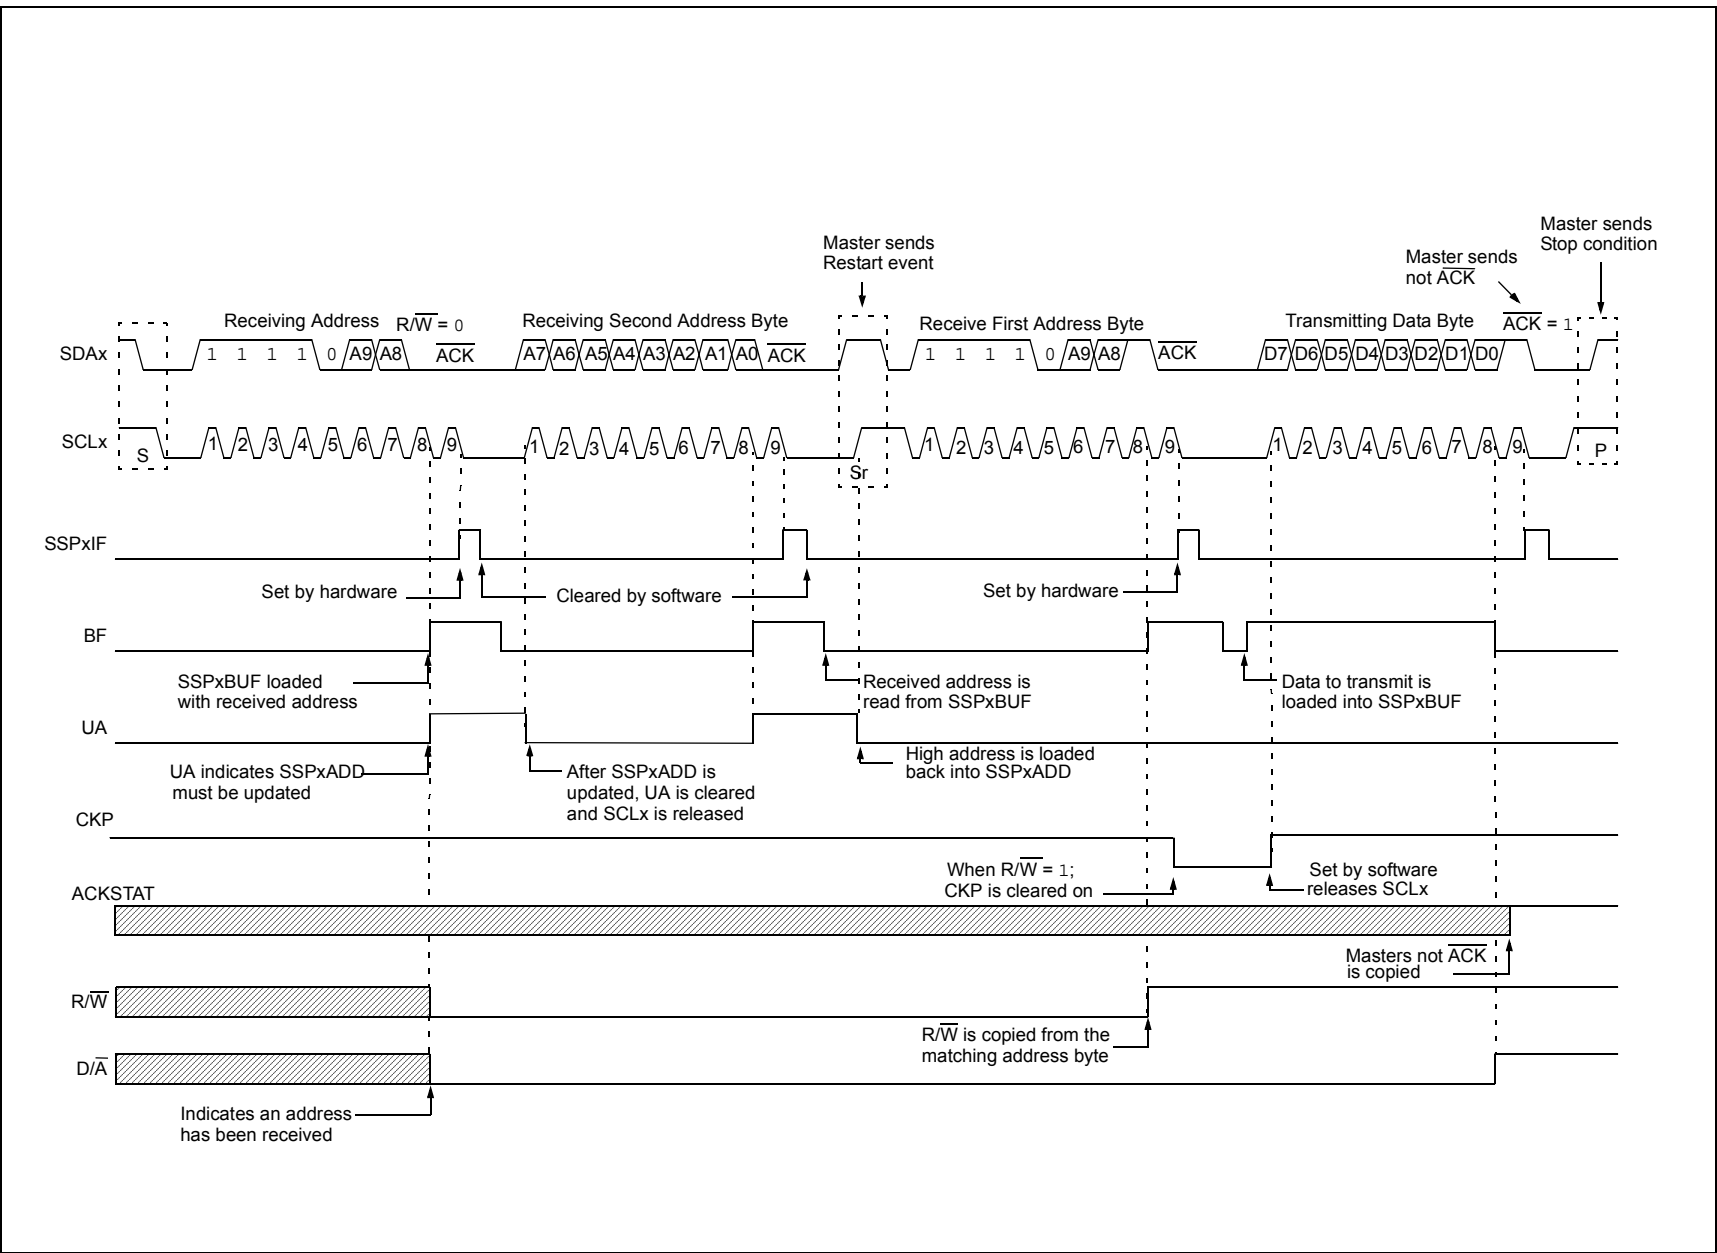 Master sends
Stop condition
Master sends
Restart event
Master sends
not ACK
Receiving Address R/W = 0
Receiving Second Address Byte
Receive First Address Byte
Transmitting Data Byte
ACK = 1
SDAx
1 1 1 1 0 A9 A8 ACK
A7 A6 A5 A4 A3 A2 A1 A0 ACK
1 1 1 1 0 A9 A8 ACK
D7 D6 D5 D4 D3 D2 D1 D0
SCLx
S
1 2 3 4 5 6 7 8 9
1 2 3 4 5 6 7 8 9
Sr
1 2 3 4 5 6 7 8 9
1 2 3 4 5 6 7 8 9
P
SSPxIF
Set by hardware
Cleared by software
Set by hardware
BF
SSPxBUF loaded
with received address
Received address is
read from SSPxBUF
Data to transmit is
loaded into SSPxBUF
UA
UA indicates SSPxADD
must be updated
After SSPxADD is
updated, UA is cleared
and SCLx is released
High address is loaded
back into SSPxADD
CKP
When R/W = 1;
CKP is cleared on
Set by software
releases SCLx
ACKSTAT
Masters not ACK
is copied
R/W
R/W is copied from the
matching address byte
D/A
Indicates an address
has been received